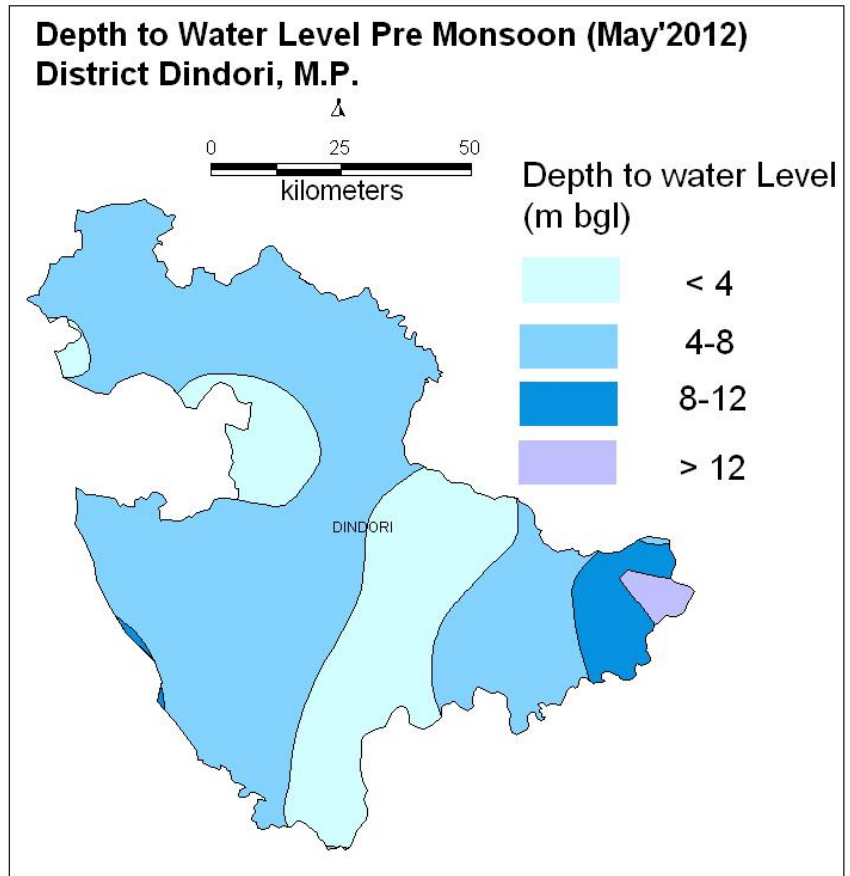 Depth to Water Level Pre Monsoon (May'2012)
District Dindori, M.P.
0 25 50
kilometers
Depth to water Level
(m bgl)
< 4
4-8
8-12
> 12
DINDORI